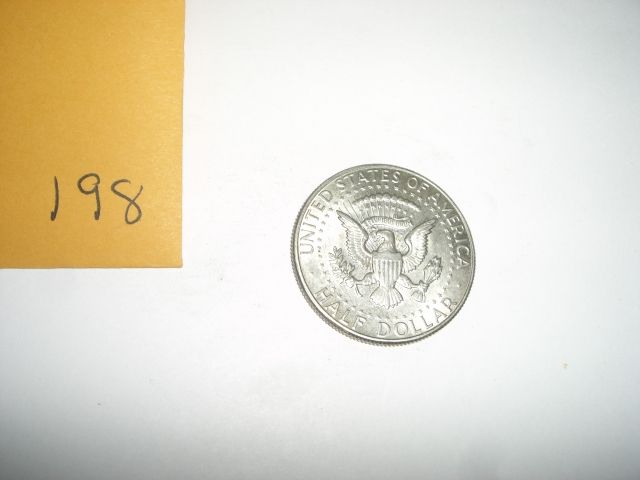 198
UNITED STATES OF AMERICA
HALF DOLLAR